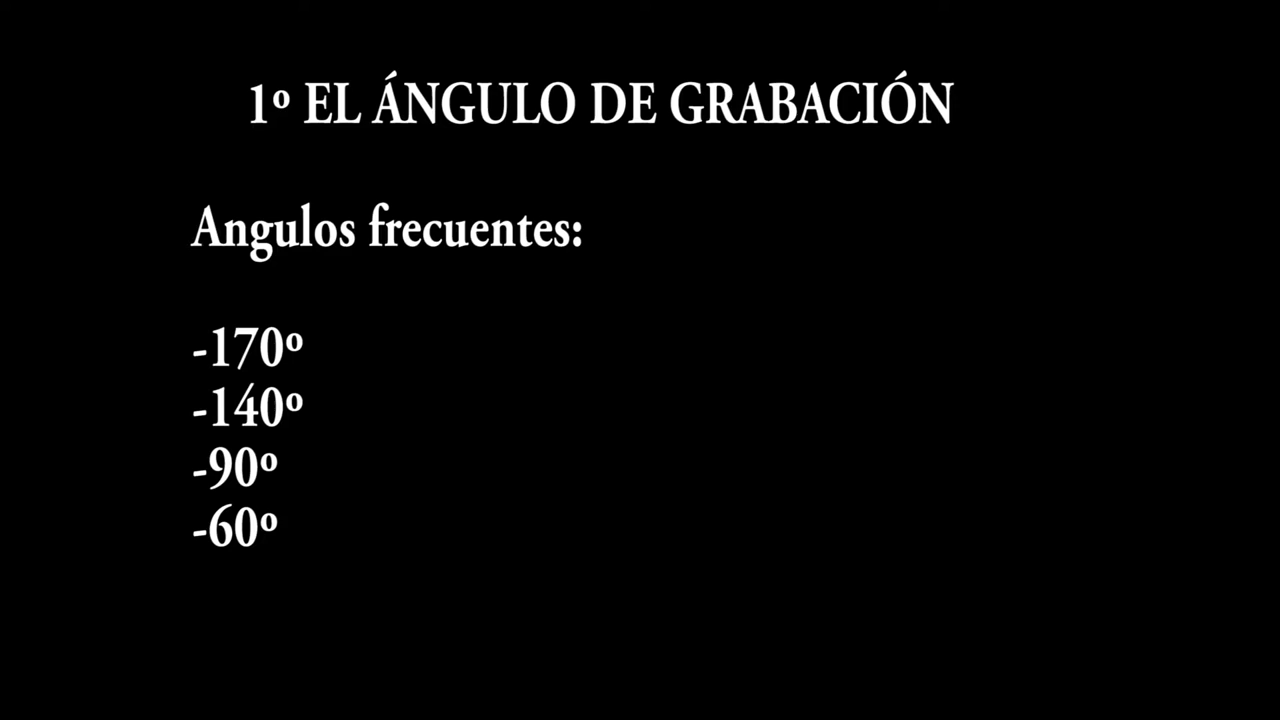 1º EL ÁNGULO DE GRABACIÓN
Angulos frecuentes:
-170º
-140º
-90º
-60º